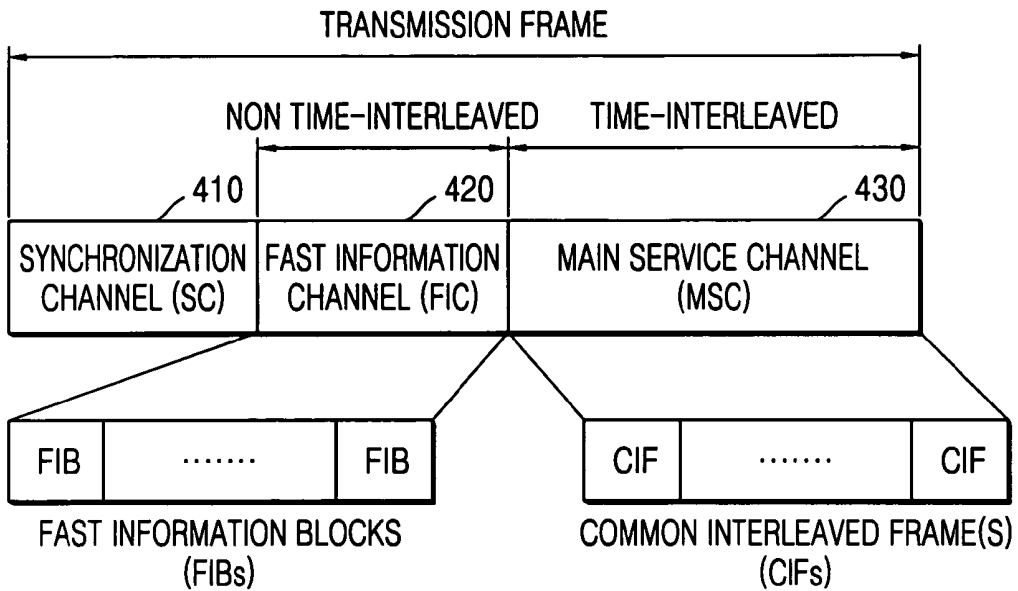 TRANSMISSION FRAME
NON TIME-INTERLEAVED
TIME-INTERLEAVED
410
420
430
SYNCHRONIZATION
CHANNEL (SC)
FAST INFORMATION
CHANNEL (FIC)
MAIN SERVICE CHANNEL
(MSC)
FIB
.......
FIB
CIF
.......
CIF
FAST INFORMATION BLOCKS
(FIBs)
COMMON INTERLEAVED FRAME(S)
(CIFs)